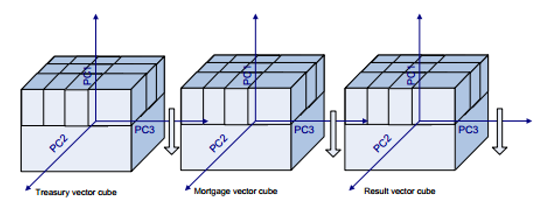 PC1
PC2
PC3
Treasury vector cube
PC1
PC2
PC3
Mortgage vector cube
PC1
PC2
PC3
Result vector cube